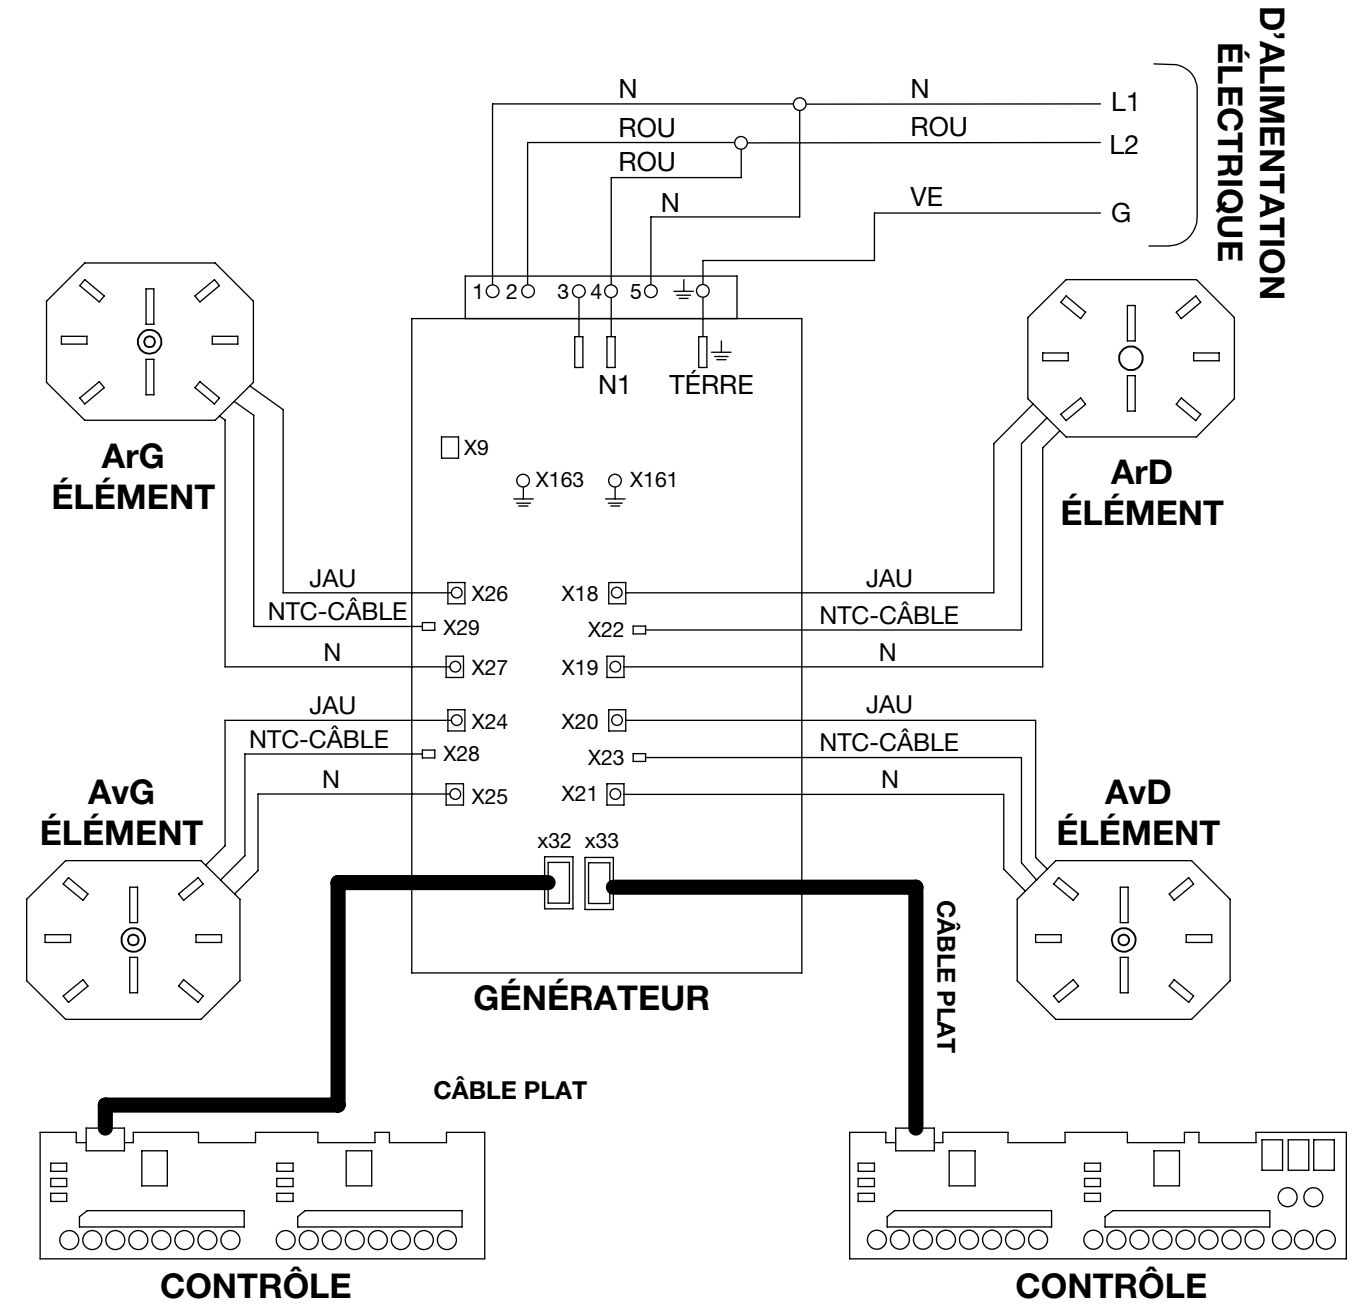 D'ALIMENTATION
ÉLECTRIQUE
N
N
L1
ROU
ROU
L2
ROU
N
VE
G
1
2
3
4
5
N1
TÉRRE
ArG
ÉLÉMENT
ArD
ÉLÉMENT
X9
X163
X161
JAU
X26
X18
JAU
NTC-CÂBLE
X29
X22
NTC-CÂBLE
N
X27
X19
N
JAU
X24
X20
JAU
NTC-CÂBLE
X28
X23
NTC-CÂBLE
N
X25
X21
N
AvG
ÉLÉMENT
AvD
ÉLÉMENT
x32
x33
GÉNÉRATEUR
CÂBLE PLAT
CÂBLE PLAT
CONTRÔLE
CONTRÔLE